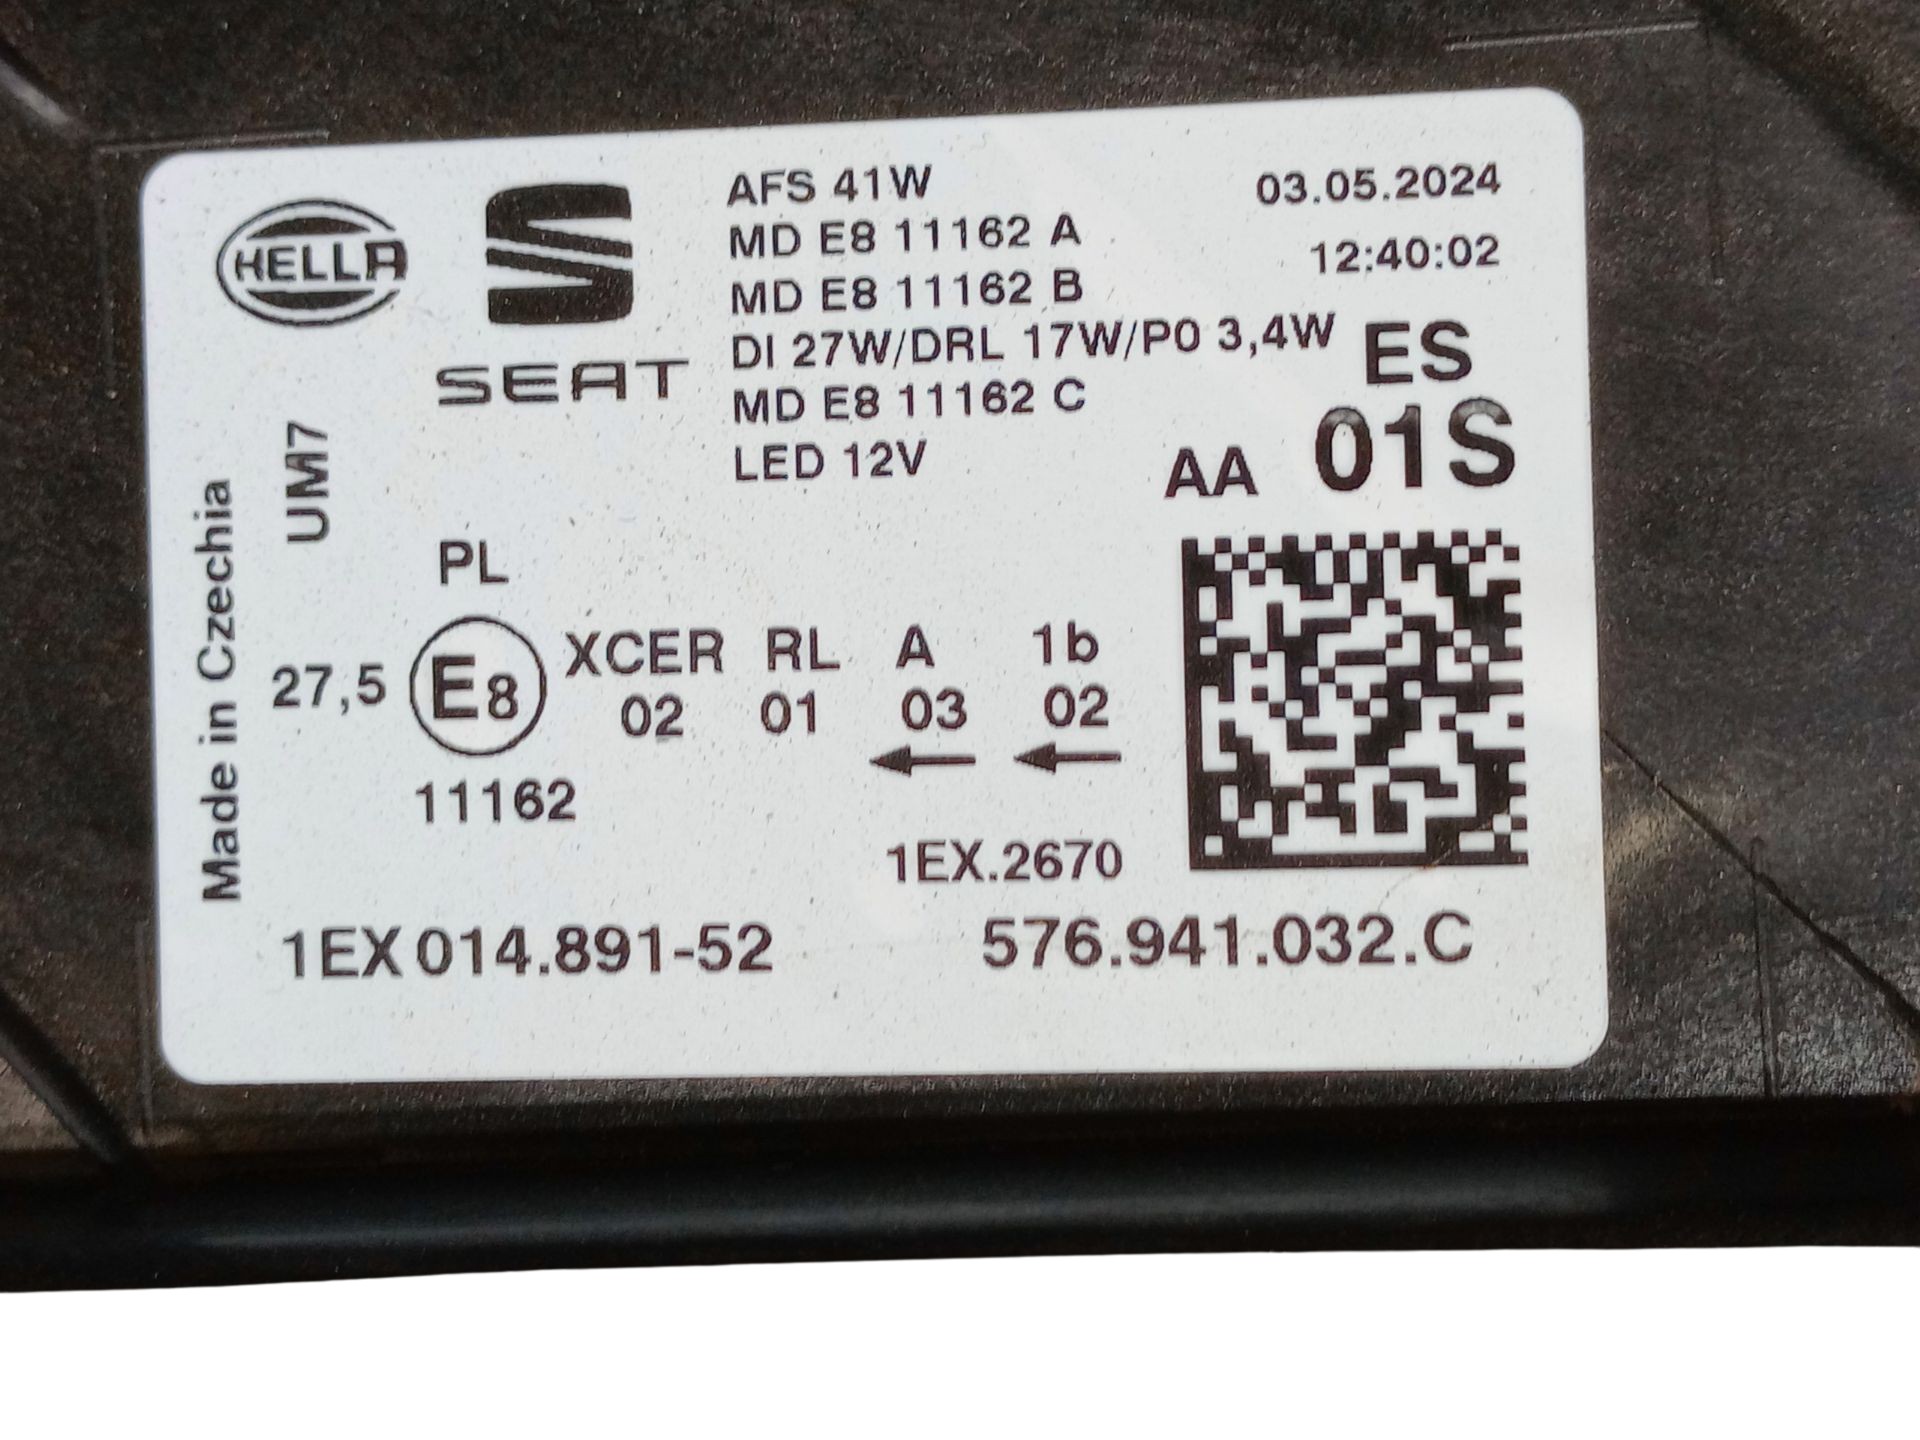 HELLA
SEAT
AFS 41W
MD E8 11162 A
MD E8 11162 B
DI 27W/DRL 17W/PO 3,4W
MD E8 11162 C
LED 12V
03.05.2024
12:40:02
ES
AA 01S
Made in Czechia
UM7
PL
27,5 E8 XCER RL A 1b
02 01 03 02
11162
1EX.2670
1EX 014.891-52 576.941.032.C